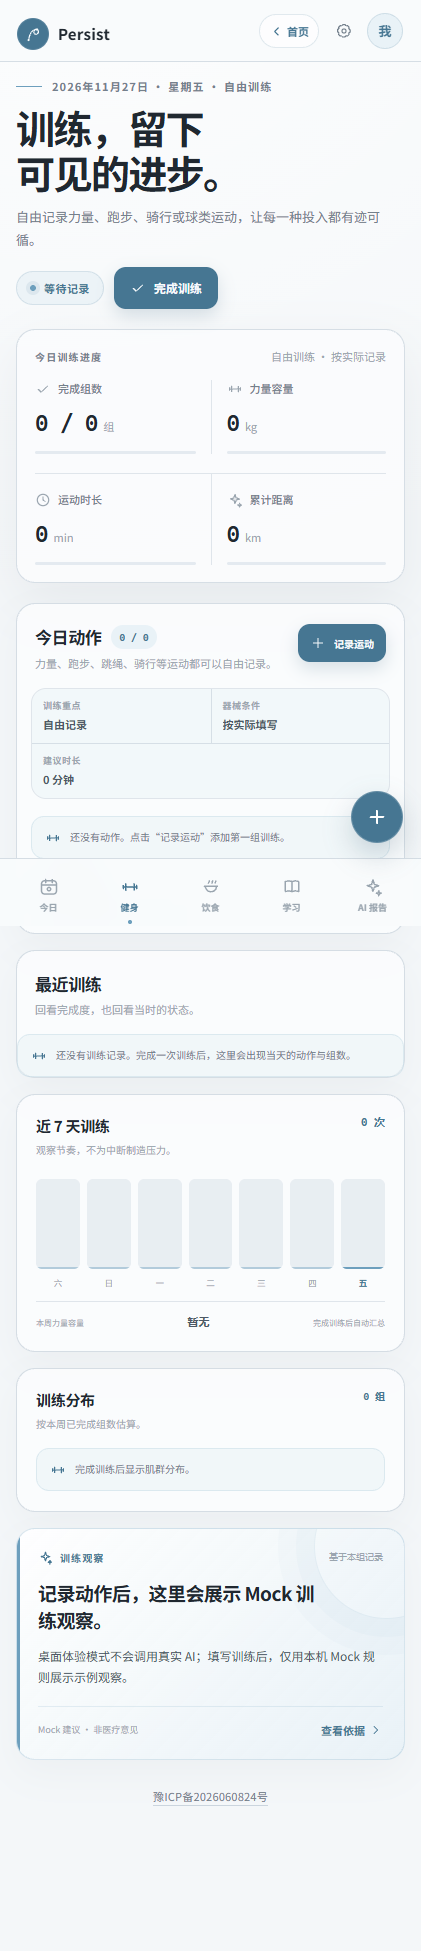 Persist
首页
我
2026年11月27日 • 星期五 • 自由训练
训练，留下
可见的进步。
自由记录力量、跑步、骑行或球类运动，让每一种投入都有迹可
循。
等待记录
完成训练
今日训练进度
自由训练 • 按实际记录
完成组数
力量容量
0 / 0 组
0 kg
运动时长
累计距离
0 min
0 km
今日动作
0 / 0
记录运动
力量、跑步、跳绳、骑行等运动都可以自由记录。
训练重点
器械条件
自由记录
按实际填写
建议时长
0 分钟
还没有动作。点击“记录运动”添加第一组训练。
今日
健身
饮食
学习
AI 报告
最近训练
回看完成度，也回看当时的状态。
还没有训练记录。完成一次训练后，这里会出现当天的动作与组数。
近 7 天训练
0 次
观察节奏，不为中断制造压力。
六
日
一
二
三
四
五
本周力量容量
暂无
完成训练后自动汇总
训练分布
0 组
按本周已完成组数估算。
完成训练后显示肌群分布。
训练观察
基于本组记录
记录动作后，这里会展示 Mock 训
练观察。
桌面体验模式不会调用真实 AI；填写训练后，仅用本机 Mock 规
则展示示例观察。
Mock 建议 • 非医疗意见
查看依据
豫ICP备2026060824号